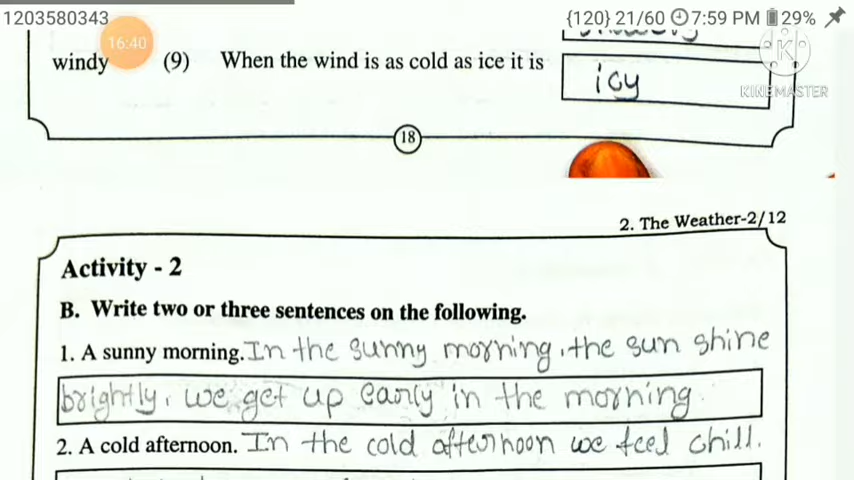 1203580343 {120} 21/60 7:59 PM 29%
16:40
K
KINEMASTER
windy (9) When the wind is as cold as ice it is icy
18
2. The Weather-2/12
Activity - 2
B. Write two or three sentences on the following.
1. A sunny morning. In the sunny morning, the sun shine
brightly, we get up early in the morning.
2. A cold afternoon. In the cold afternoon we feel chill.